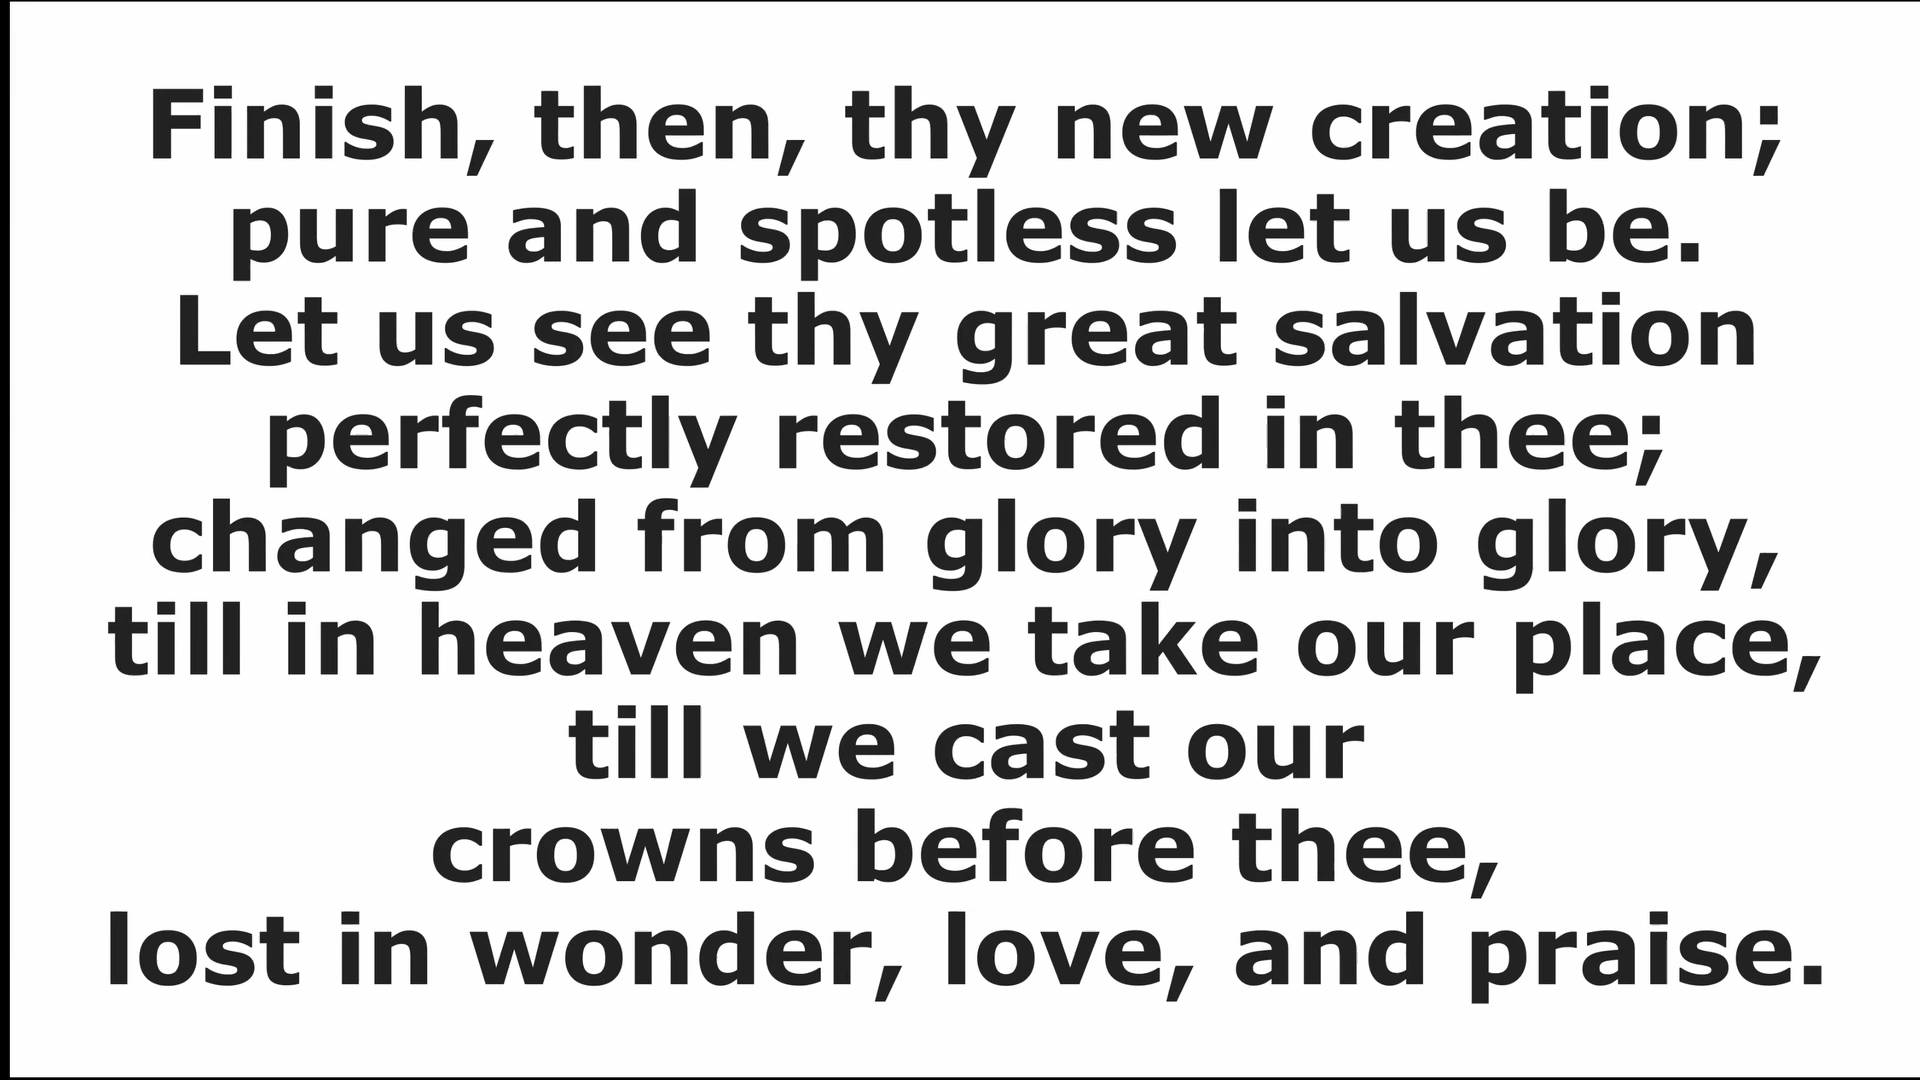 Finish, then, thy new creation;
pure and spotless let us be.
Let us see thy great salvation
perfectly restored in thee;
changed from glory into glory,
till in heaven we take our place,
till we cast our
crowns before thee,
lost in wonder, love, and praise.